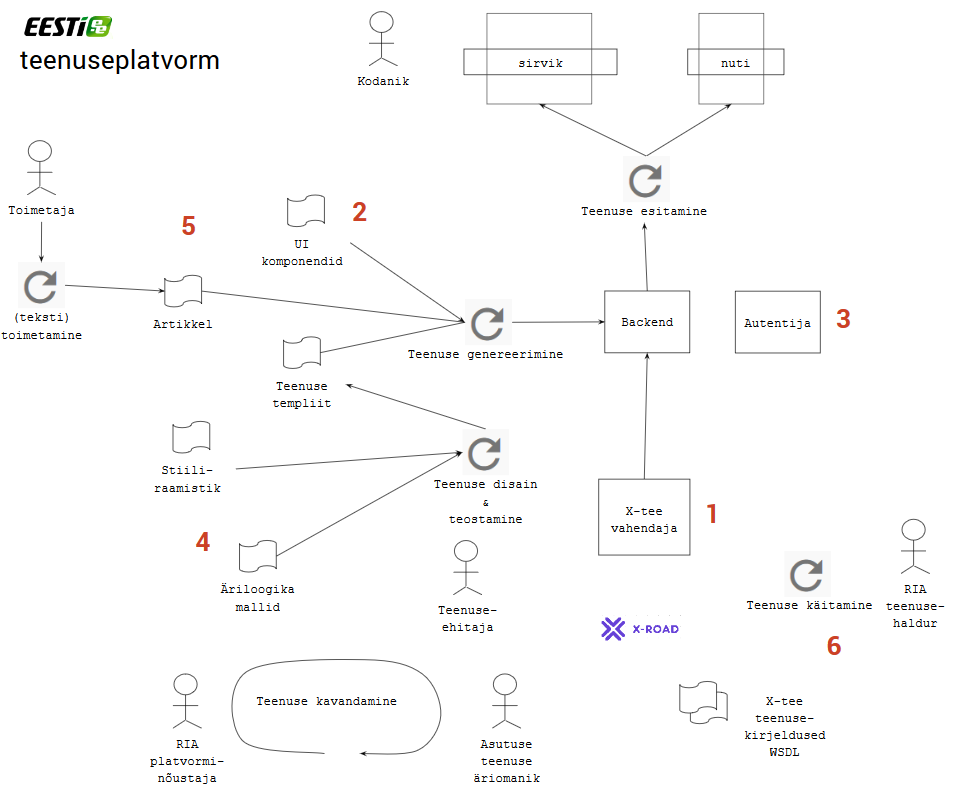 EESTi
teenuseplatvorm
Kodanik
sirvik
nuti
Toimetaja
Teenuse esitamine
5
2
UI
komponendid
(teksti)
toimetamine
Artikkel
Teenuse genereerimine
Backend
Autentija
3
Teenuse
templiit
Stiili-
raamistik
Teenuse disain
&
teostamine
X-tee
vahendaja
1
4
Äriloogika
mallid
Teenuse-
ehitaja
X-ROAD
Teenuse käitamine
RIA
teenuse-
haldur
6
Teenuse kavandamine
RIA
platvormi-
nõustaja
Asutuse
teenuse
äriomanik
X-tee
teenuse-
kirjeldused
WSDL